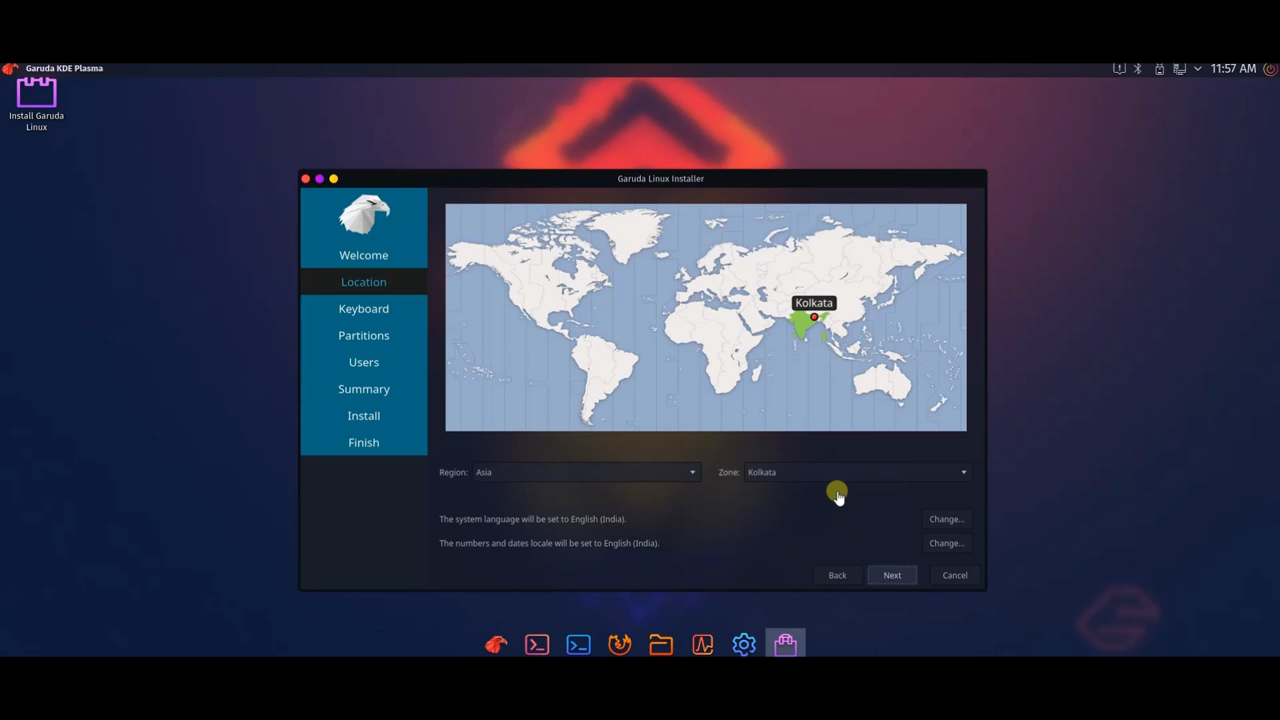 Garuda KDE Plasma
11:57 AM
Install Garuda
Linux
Garuda Linux Installer
Welcome
Location
Keyboard
Partitions
Users
Summary
Install
Finish
Kolkata
Region: Asia
Zone: Kolkata
The system language will be set to English (India).
Change...
The numbers and dates locale will be set to English (India).
Change...
Back
Next
Cancel